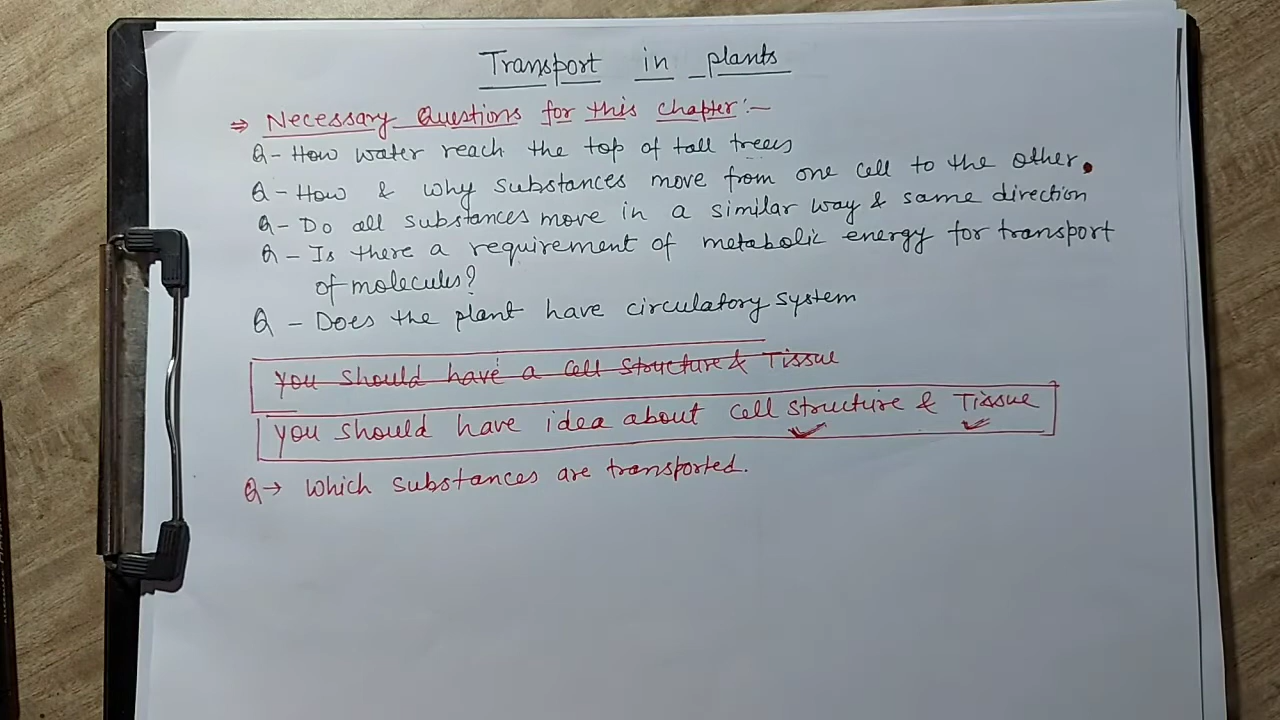 Transport in plants
⇒ Necessary Questions for this chapter:-
Q- How water reach the top of tall trees
Q - How & why substances move from one cell to the other.
Q- Do all substances move in a similar way & same direction
Q - Is there a requirement of metabolic energy for transport
of molecules?
Q - Does the plant have circulatory system
You should have a cell structure & Tissue
You should have idea about cell structure & Tissue
Q→ Which substances are transported.